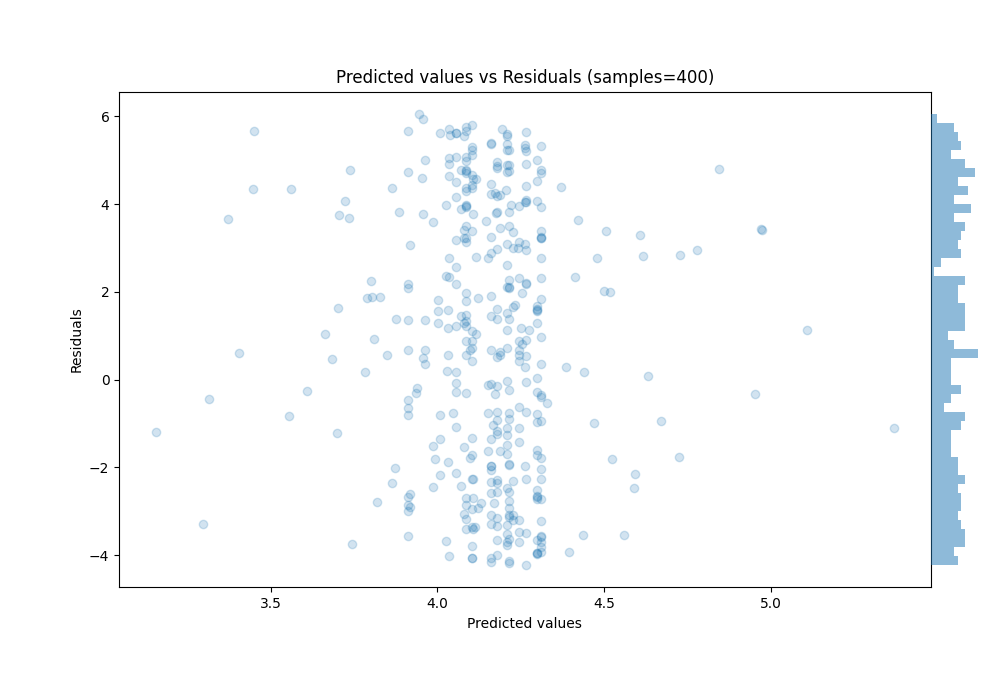 Predicted values vs Residuals (samples=400)
6
4
2
0
−2
−4
Residuals
3.5 4.0 4.5 5.0
Predicted values